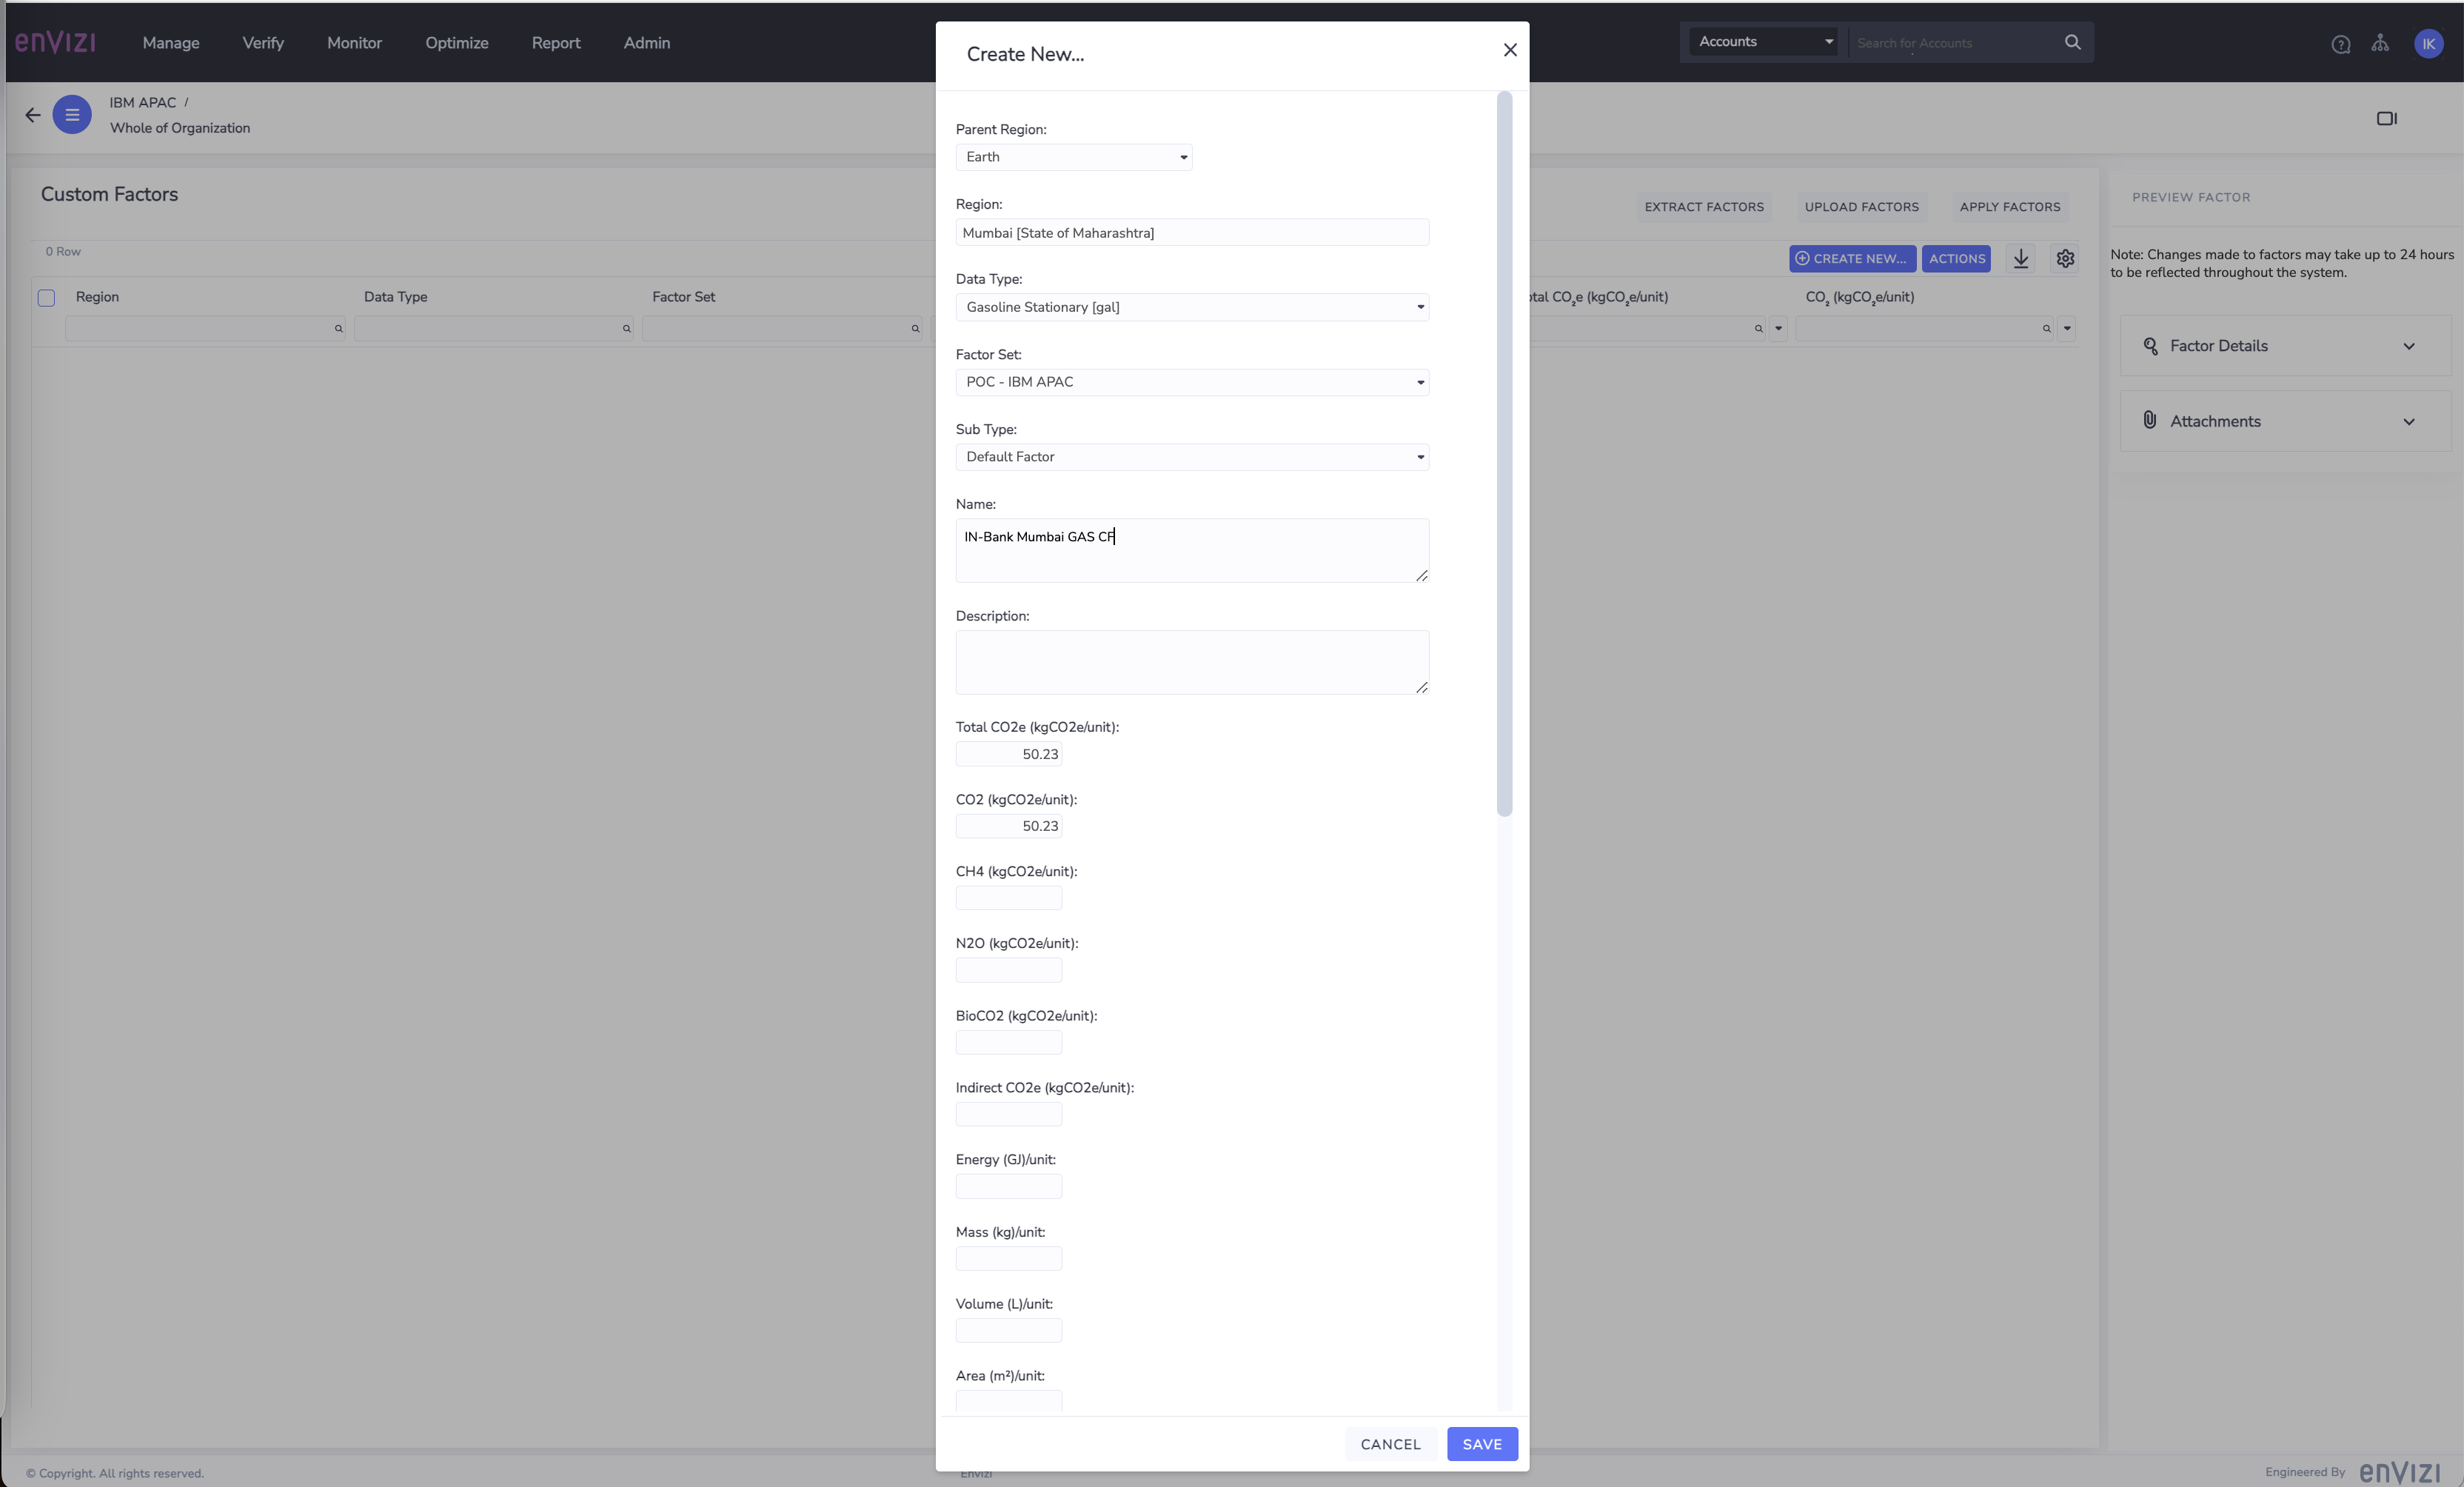 enVIZI
Manage
Verify
Monitor
Optimize
Report
Admin
Accounts
Search for Accounts
IK
IBM APAC /
Whole of Organization
Custom Factors
EXTRACT FACTORS
UPLOAD FACTORS
APPLY FACTORS
0 Row
CREATE NEW...
ACTIONS
Region
Data Type
Factor Set
tal CO₂e (kgCO₂e/unit)
CO₂ (kgCO₂e/unit)
PREVIEW FACTOR
Note: Changes made to factors may take up to 24 hours
to be reflected throughout the system.
Factor Details
Attachments
Create New...
Parent Region:
Earth
Region:
Mumbai [State of Maharashtra]
Data Type:
Gasoline Stationary [gal]
Factor Set:
POC - IBM APAC
Sub Type:
Default Factor
Name:
IN-Bank Mumbai GAS CF
Description:
Total CO2e (kgCO2e/unit):
50.23
CO2 (kgCO2e/unit):
50.23
CH4 (kgCO2e/unit):
N2O (kgCO2e/unit):
BioCO2 (kgCO2e/unit):
Indirect CO2e (kgCO2e/unit):
Energy (GJ)/unit:
Mass (kg)/unit:
Volume (L)/unit:
Area (m²)/unit:
CANCEL
SAVE
© Copyright. All rights reserved.
Envizi
Engineered By enVIZI